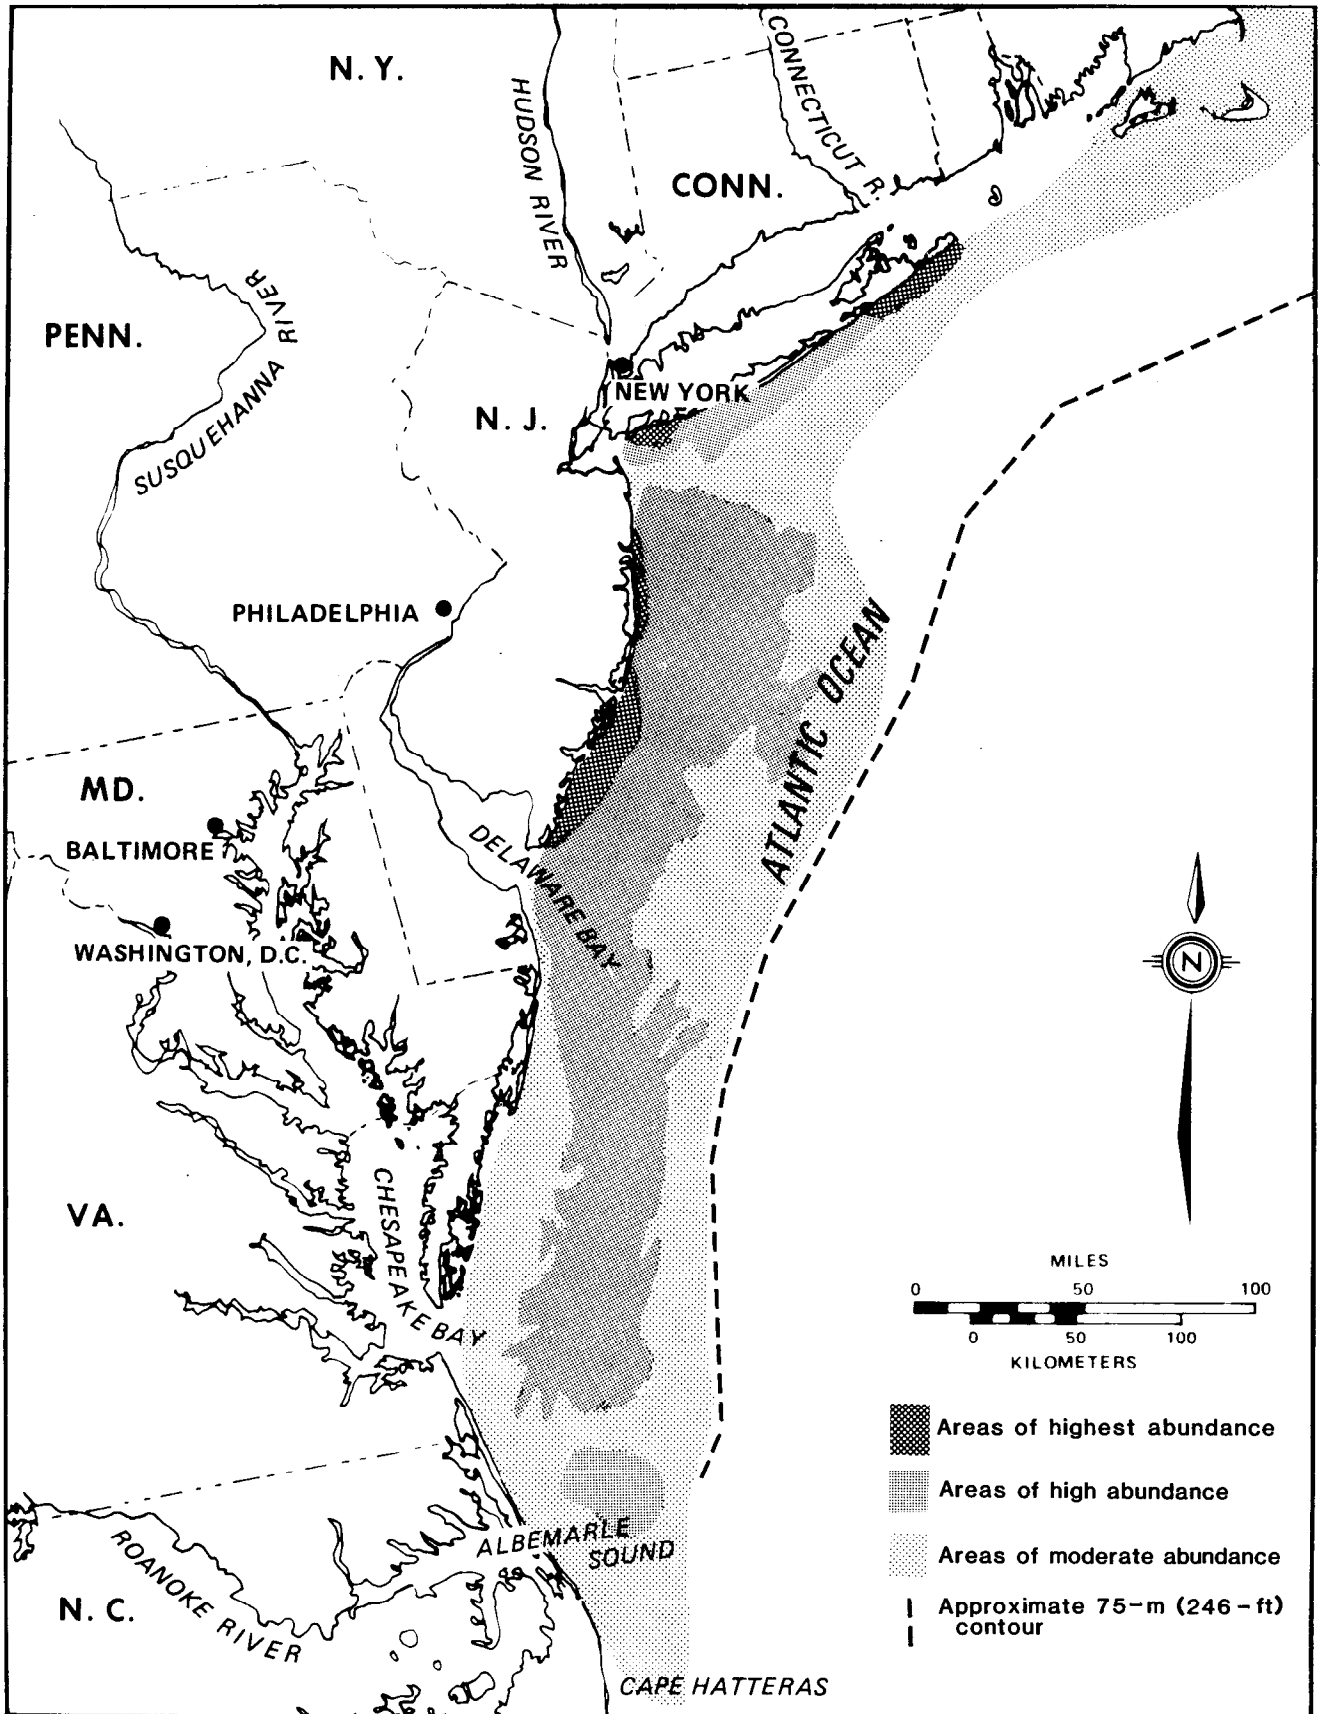 N. Y.
HUDSON RIVER
CONNECTICUT R.
CONN.
PENN.
SUSQUEHANNA RIVER
NEW YORK
N. J.
PHILADELPHIA
MD.
BALTIMORE
WASHINGTON, D.C.
DELAWARE BAY
ATLANTIC OCEAN
N
VA.
CHESAPEAKE BAY
MILES
0 50 100
0 50 100
KILOMETERS
Areas of highest abundance
Areas of high abundance
Areas of moderate abundance
Approximate 75-m (246-ft)
contour
ALBEMARLE
SOUND
ROANOKE RIVER
N. C.
CAPE HATTERAS